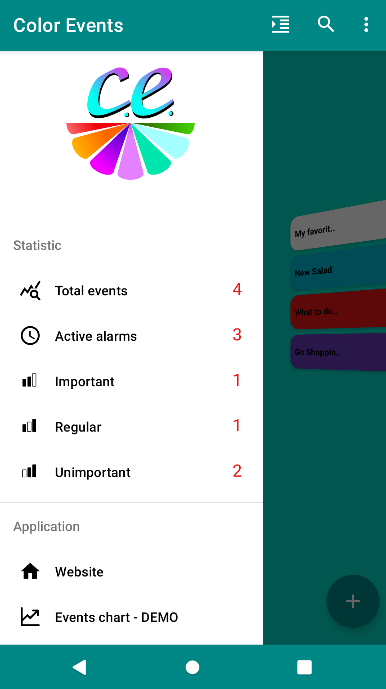 Color Events
c.e.
Statistic
Total events 4
Active alarms 3
Important 1
Regular 1
Unimportant 2
Application
Website
Events chart - DEMO
My favorit..
New Salad
What to do..
Go Shoppin..